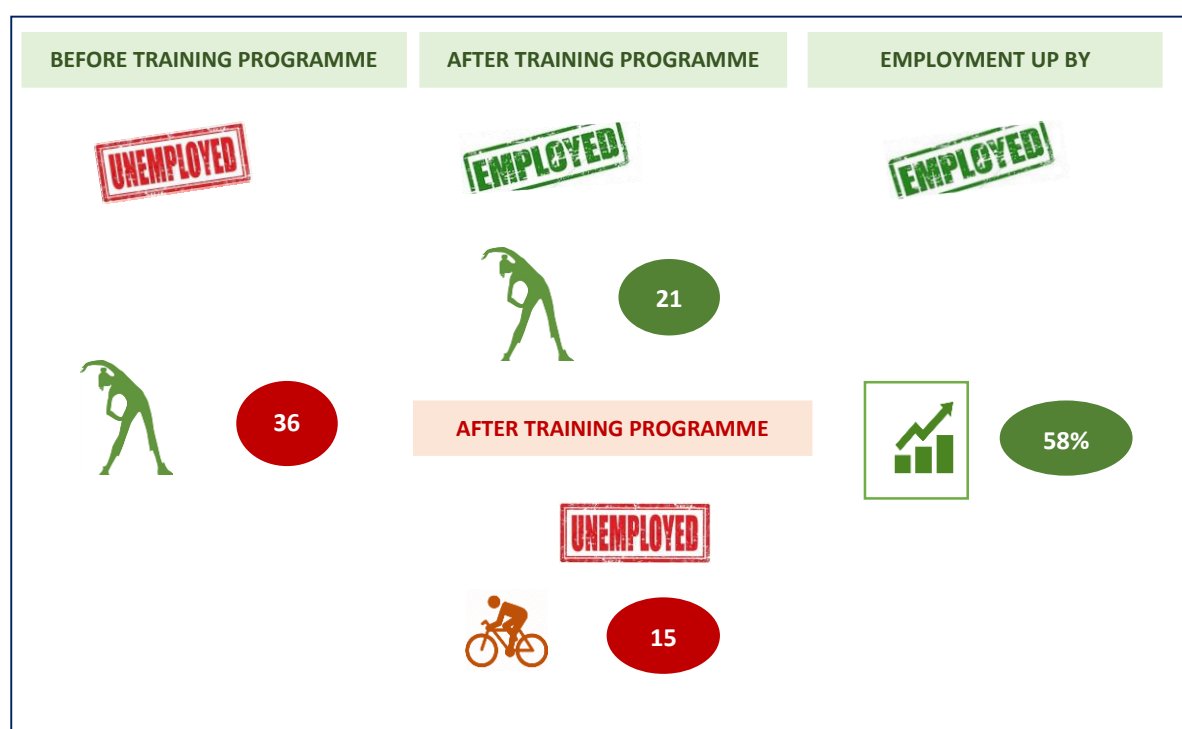 BEFORE TRAINING PROGRAMME
AFTER TRAINING PROGRAMME
EMPLOYMENT UP BY
UNEMPLOYED
EMPLOYED
EMPLOYED
21
36
AFTER TRAINING PROGRAMME
58%
UNEMPLOYED
15